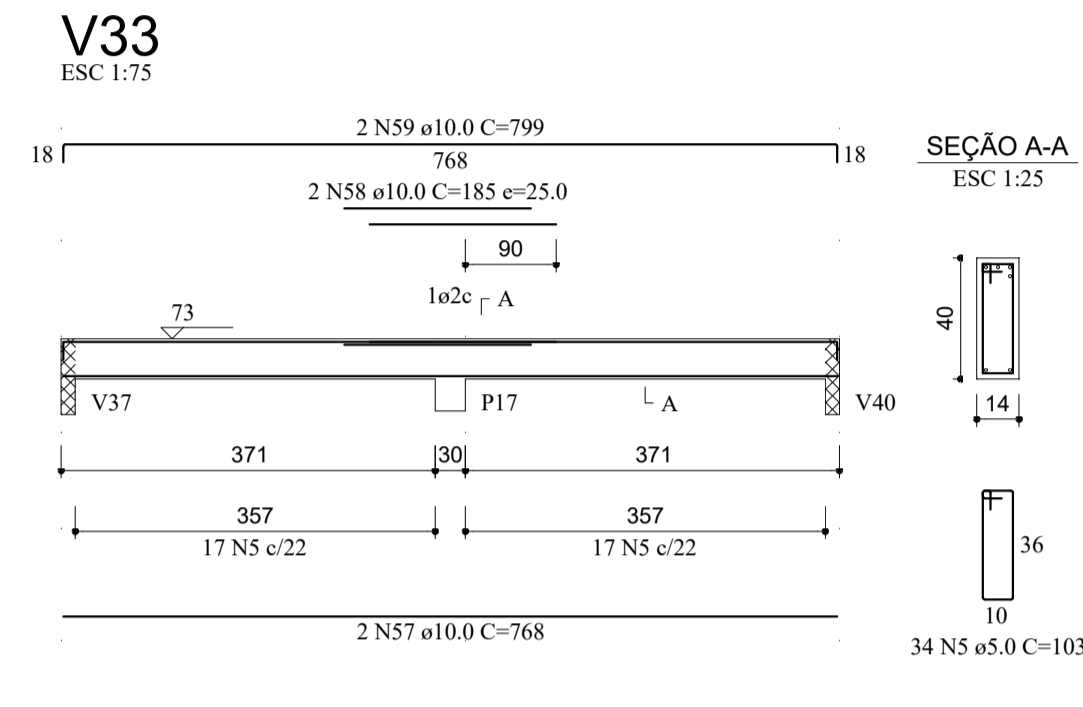 V33
ESC 1:75
2 N59 ø10.0 C=799
18
768
18
2 N58 ø10.0 C=185 e=25.0
90
1ø2c
A
73
V37
P17
A
V40
371
30
371
357
357
17 N5 c/22
17 N5 c/22
2 N57 ø10.0 C=768
SEÇÃO A-A
ESC 1:25
40
14
36
10
34 N5 ø5.0 C=103